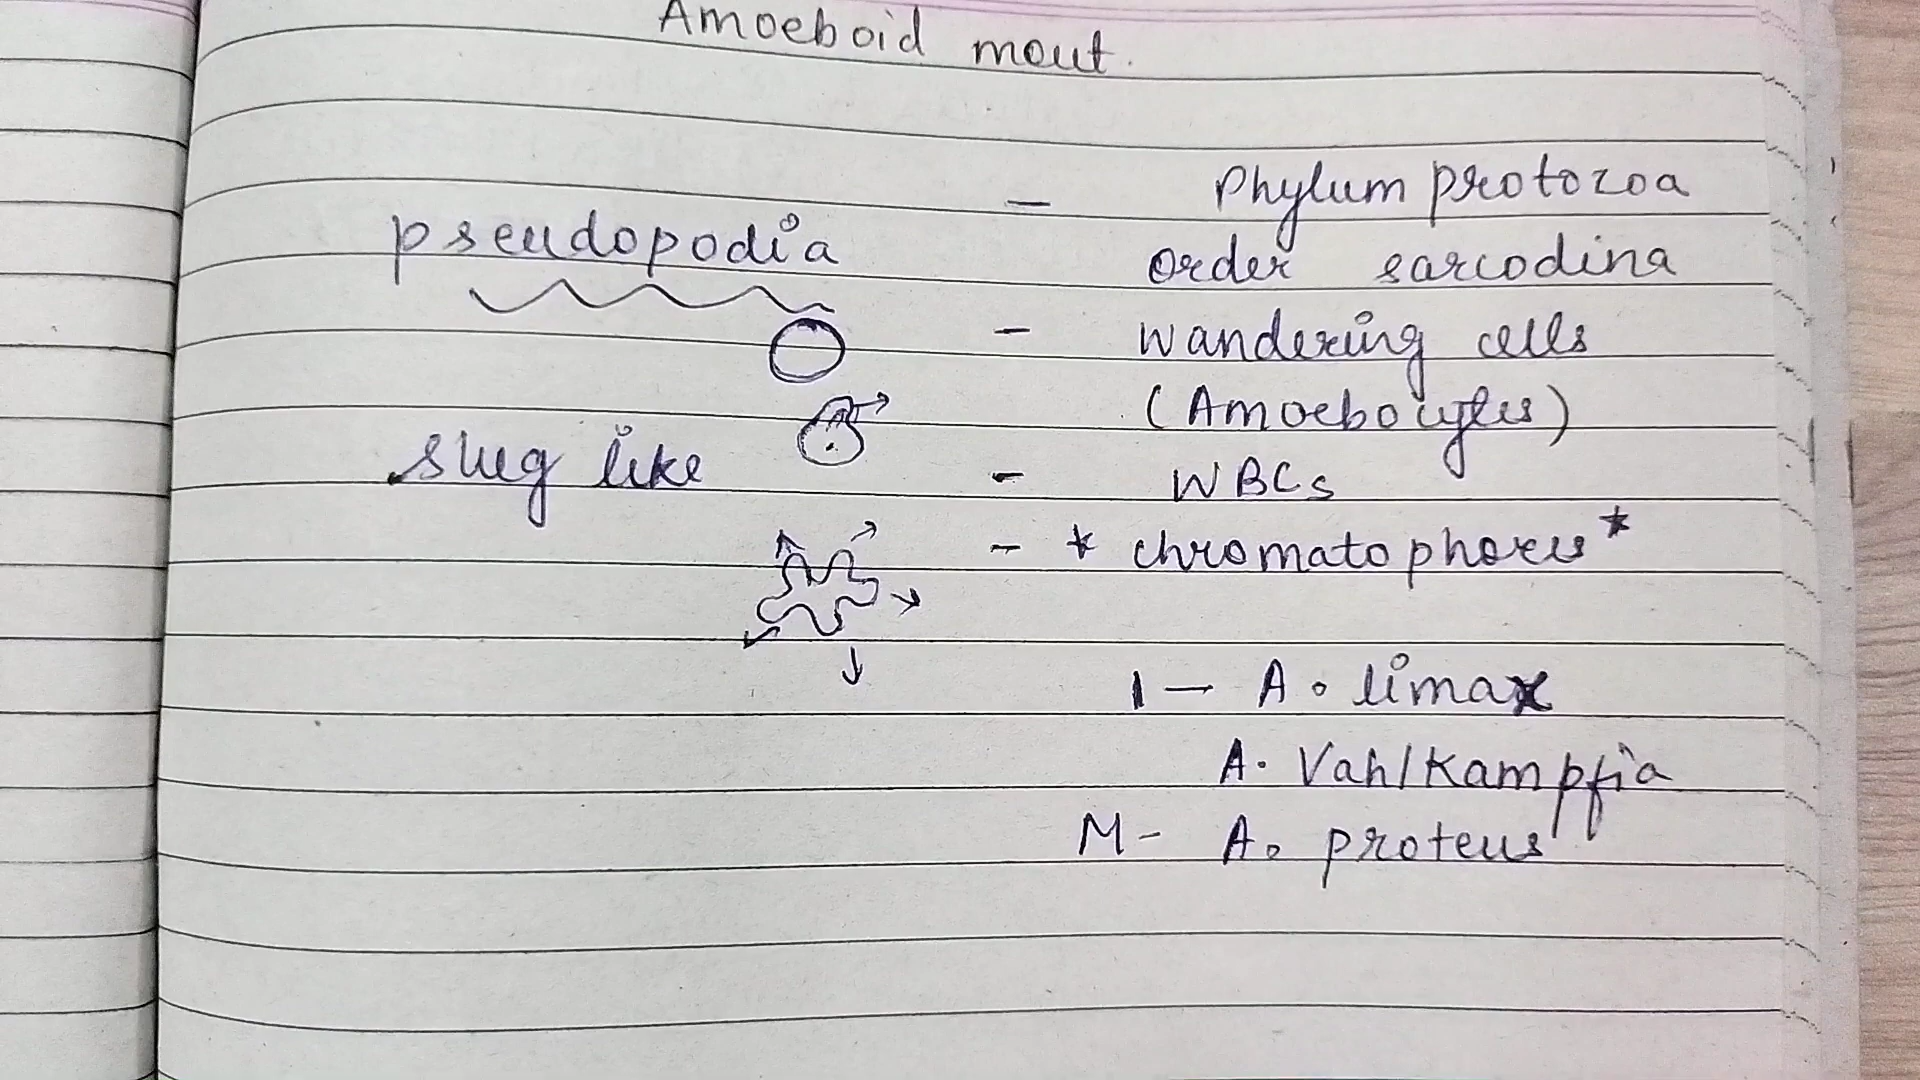 Amoeboid mout.
pseudopodia
slug like
- Phylum protozoa
order sarcodina
- wandering cells
(Amoebocytes)
- WBCs
- * chromatophores *
1 - A. limax
A. Vahlkampfia
M - A. proteus